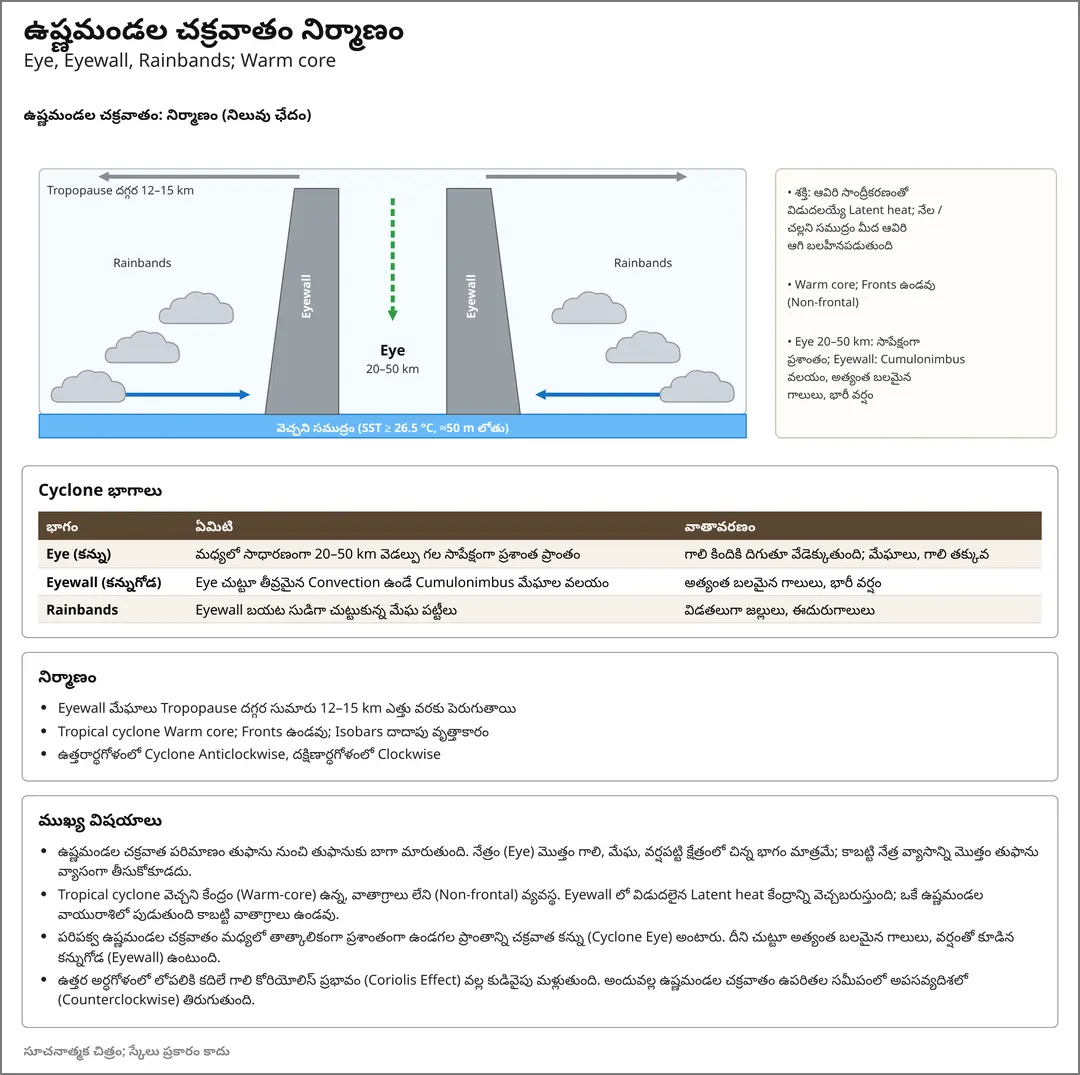 ఉష్ణమండల చక్రవాతం నిర్మాణం
Eye, Eyewall, Rainbands; Warm core
ఉష్ణమండల చక్రవాతం: నిర్మాణం (నిలువు ఛేదం)
Tropopause దగ్గర 12–15 km
Rainbands
Eyewall
Eye
20–50 km
Eyewall
Rainbands
వెచ్చని సముద్రం (SST ≥ 26.5 °C, ≈50 m లోతు)
• శక్తి: ఆవిరి సాంద్రీకరణంతో
విడుదలయ్యే Latent heat; నేల /
చల్లని సముద్రం మీద ఆవిరి
ఆగి బలహీనపడుతుంది
• Warm core; Fronts ఉండవు
(Non-frontal)
• Eye 20–50 km: సాపేక్షంగా
ప్రశాంతం; Eyewall: Cumulonimbus
వలయం, అత్యంత బలమైన
గాలులు, భారీ వర్షం
Cyclone భాగాలు
భాగం ఏమిటి వాతావరణం
Eye (కన్ను) మధ్యలో సాధారణంగా 20–50 km వెడల్పు గల సాపేక్షంగా ప్రశాంత ప్రాంతం గాలి కిందికి దిగుతూ వేడెక్కుతుంది; మేఘాలు, గాలి తక్కువ
Eyewall (కన్నుగోడ) Eye చుట్టూ తీవ్రమైన Convection ఉండే Cumulonimbus మేఘాల వలయం అత్యంత బలమైన గాలులు, భారీ వర్షం
Rainbands Eyewall బయట సుడిగా చుట్టుకున్న మేఘ పట్టీలు విడతలుగా జల్లులు, ఈదురుగాలులు
నిర్మాణం
• Eyewall మేఘాలు Tropopause దగ్గర సుమారు 12–15 km ఎత్తు వరకు పెరుగుతాయి
• Tropical cyclone Warm core; Fronts ఉండవు; Isobars దాదాపు వృత్తాకారం
• ఉత్తరార్ధగోళంలో Cyclone Anticlockwise, దక్షిణార్ధగోళంలో Clockwise
ముఖ్య విషయాలు
• ఉష్ణమండల చక్రవాత పరిమాణం తుఫాను నుంచి తుఫానుకు బాగా మారుతుంది. నేత్రం (Eye) మొత్తం గాలి, మేఘ, వర్షపట్టీ క్షేత్రంలో చిన్న భాగం మాత్రమే; కాబట్టి నేత్ర వ్యాసాన్ని మొత్తం తుఫాను
వ్యాసంగా తీసుకోకూడదు.
• Tropical cyclone వెచ్చని కేంద్రం (Warm-core) ఉన్న, వాతాగ్రాలు లేని (Non-frontal) వ్యవస్థ. Eyewall లో విడుదలైన Latent heat కేంద్రాన్ని వెచ్చబరుస్తుంది; ఒకే ఉష్ణమండల
వాయురాశిలో పుడుతుంది కాబట్టి వాతాగ్రాలు ఉండవు.
• పరిపక్వ ఉష్ణమండల చక్రవాతం మధ్యలో తాత్కాలికంగా ప్రశాంతంగా ఉండగల ప్రాంతాన్ని చక్రవాత కన్ను (Cyclone Eye) అంటారు. దీని చుట్టూ అత్యంత బలమైన గాలులు, వర్షంతో కూడిన
కన్నుగోడ (Eyewall) ఉంటుంది.
• ఉత్తర అర్ధగోళంలో లోపలికి కదిలే గాలి కోరియోలిస్ ప్రభావం (Coriolis Effect) వల్ల కుడివైపు మళ్లుతుంది. అందువల్ల ఉష్ణమండల చక్రవాతం ఉపరితల సమీపంలో అపసవ్యదిశలో
(Counterclockwise) తిరుగుతుంది.
సూచనాత్మక చిత్రం; స్కేలు ప్రకారం కాదు